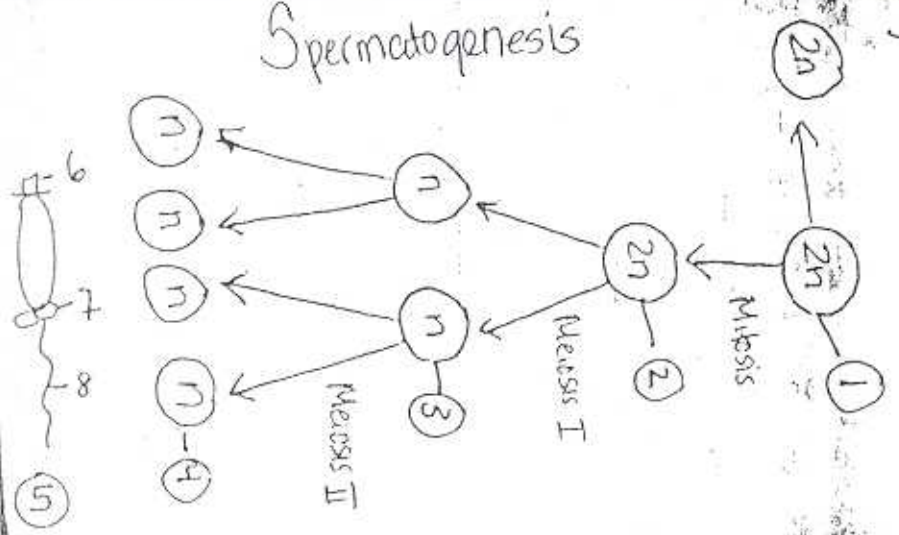 Spermatogenesis
2n
2n
1
Mitosis
2n
2
Meiosis I
n
n
3
Meiosis II
n
n
n
n
4
6
7
8
5